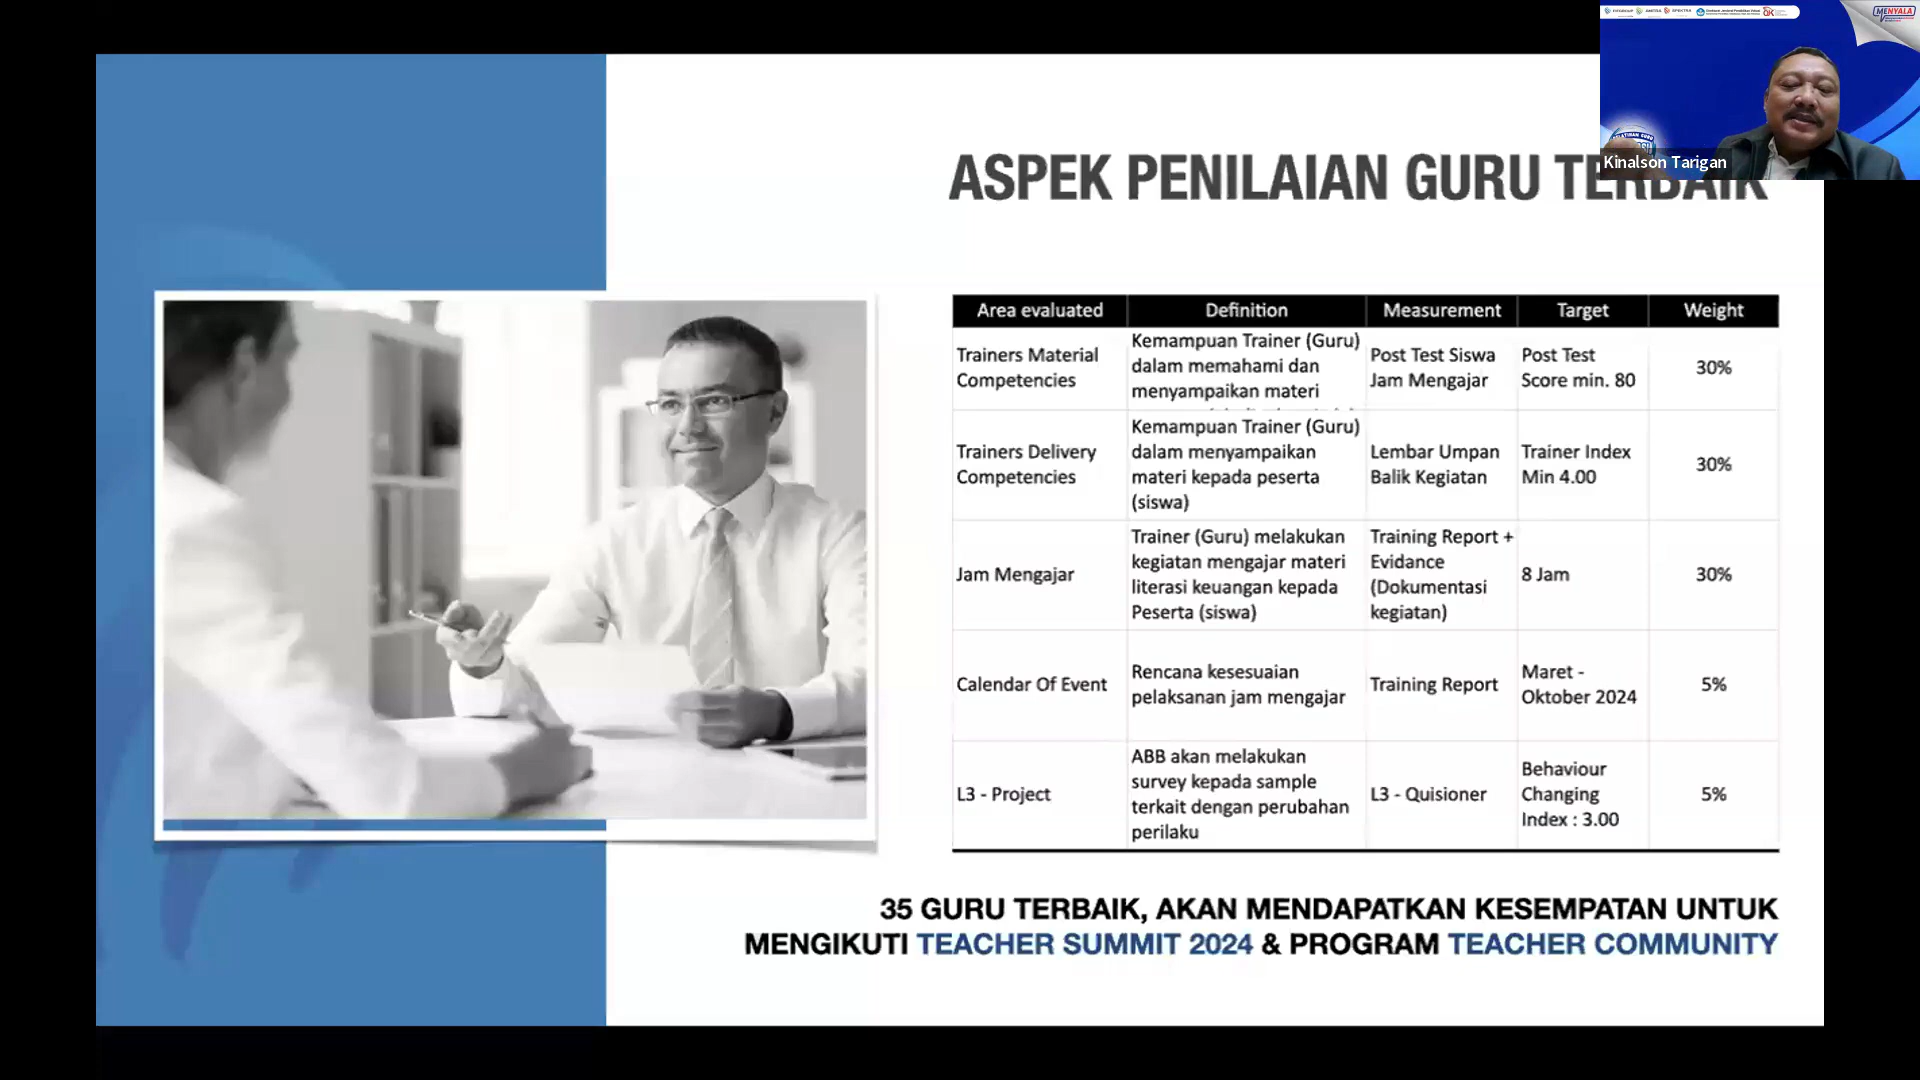 MENYALA
Kinalson Tarigan
ASPEK PENILAIAN GURU TERBAIK
Area evaluated Definition Measurement Target Weight
Trainers Material
Competencies
Kemampuan Trainer (Guru)
dalam memahami dan
menyampaikan materi
Post Test Siswa
Jam Mengajar
Post Test
Score min. 80
30%
Trainers Delivery
Competencies
Kemampuan Trainer (Guru)
dalam menyampaikan
materi kepada peserta
(siswa)
Lembar Umpan
Balik Kegiatan
Trainer Index
Min 4.00
30%
Jam Mengajar
Trainer (Guru) melakukan
kegiatan mengajar materi
literasi keuangan kepada
Peserta (siswa)
Training Report +
Evidance
(Dokumentasi
kegiatan)
8 Jam
30%
Calendar Of Event
Rencana kesesuaian
pelaksanan jam mengajar
Training Report
Maret -
Oktober 2024
5%
L3 - Project
ABB akan melakukan
survey kepada sample
terkait dengan perubahan
perilaku
L3 - Quisioner
Behaviour
Changing
Index : 3.00
5%
35 GURU TERBAIK, AKAN MENDAPATKAN KESEMPATAN UNTUK
MENGIKUTI TEACHER SUMMIT 2024 & PROGRAM TEACHER COMMUNITY